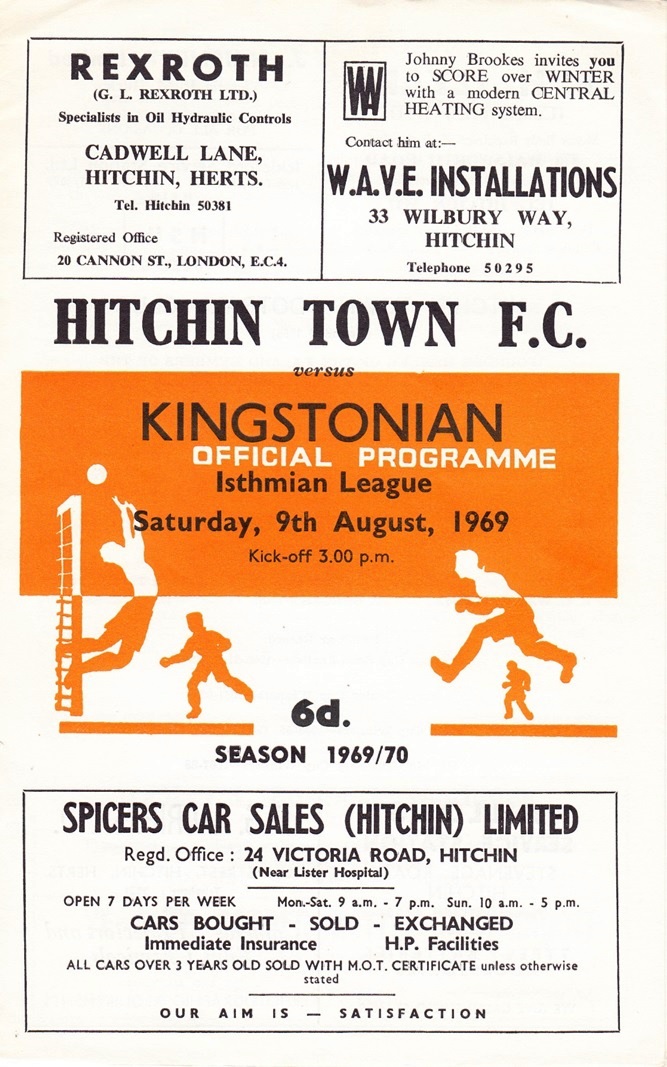 REXROTH
(G. L. REXROTH LTD.)
Specialists in Oil Hydraulic Controls
CADWELL LANE,
HITCHIN, HERTS.
Tel. Hitchin 50381
Registered Office
20 CANNON ST., LONDON, E.C.4.
Johnny Brookes invites you
to SCORE over WINTER
with a modern CENTRAL
HEATING system.
Contact him at:—
W.A.V.E. INSTALLATIONS
33 WILBURY WAY,
HITCHIN
Telephone 50295
HITCHIN TOWN F.C.
versus
KINGSTONIAN
OFFICIAL PROGRAMME
Isthmian League
Saturday, 9th August, 1969
Kick-off 3.00 p.m.
6d.
SEASON 1969/70
SPICERS CAR SALES (HITCHIN) LIMITED
Regd. Office : 24 VICTORIA ROAD, HITCHIN
(Near Lister Hospital)
OPEN 7 DAYS PER WEEK Mon.-Sat. 9 a.m. - 7 p.m. Sun. 10 a.m. - 5 p.m.
CARS BOUGHT - SOLD - EXCHANGED
Immediate Insurance H.P. Facilities
ALL CARS OVER 3 YEARS OLD SOLD WITH M.O.T. CERTIFICATE unless otherwise
stated
OUR AIM IS — SATISFACTION